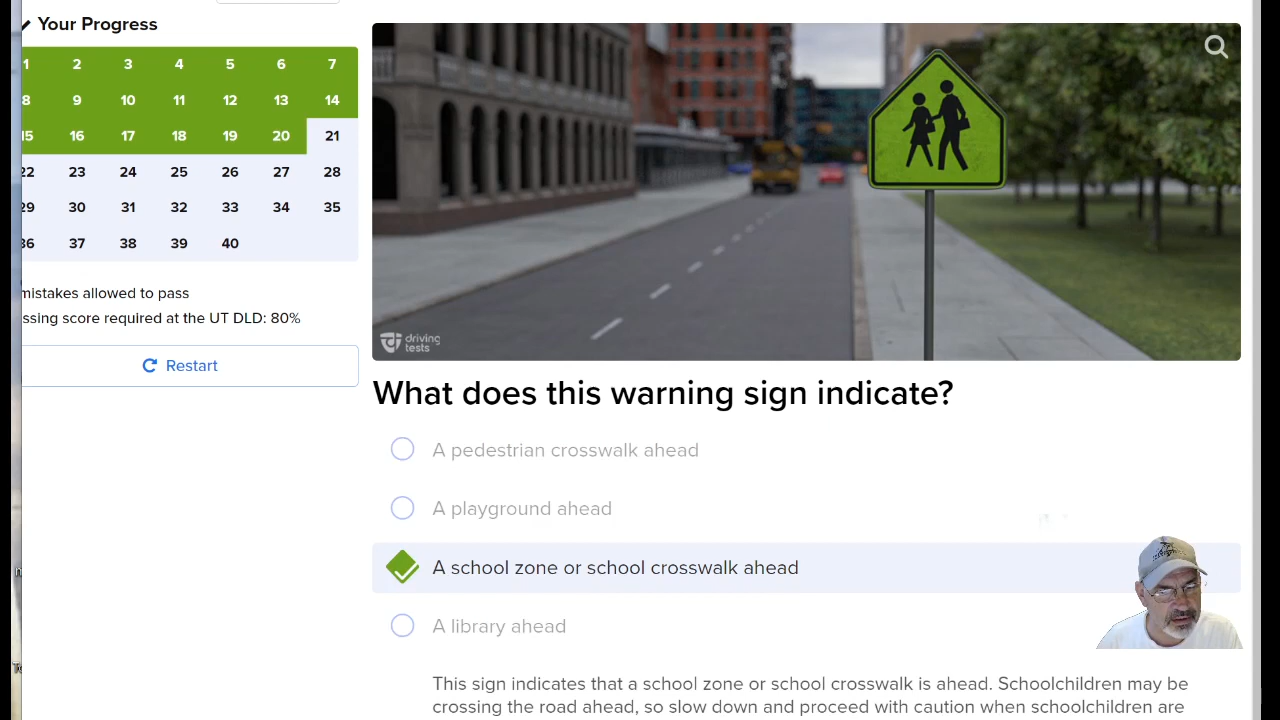 Your Progress
1 2 3 4 5 6 7
8 9 10 11 12 13 14
15 16 17 18 19 20 21
22 23 24 25 26 27 28
29 30 31 32 33 34 35
36 37 38 39 40
mistakes allowed to pass
ssing score required at the UT DLD: 80%
Restart
driving
tests
What does this warning sign indicate?
A pedestrian crosswalk ahead
A playground ahead
A school zone or school crosswalk ahead
A library ahead
This sign indicates that a school zone or school crosswalk is ahead. Schoolchildren may be
crossing the road ahead, so slow down and proceed with caution when schoolchildren are